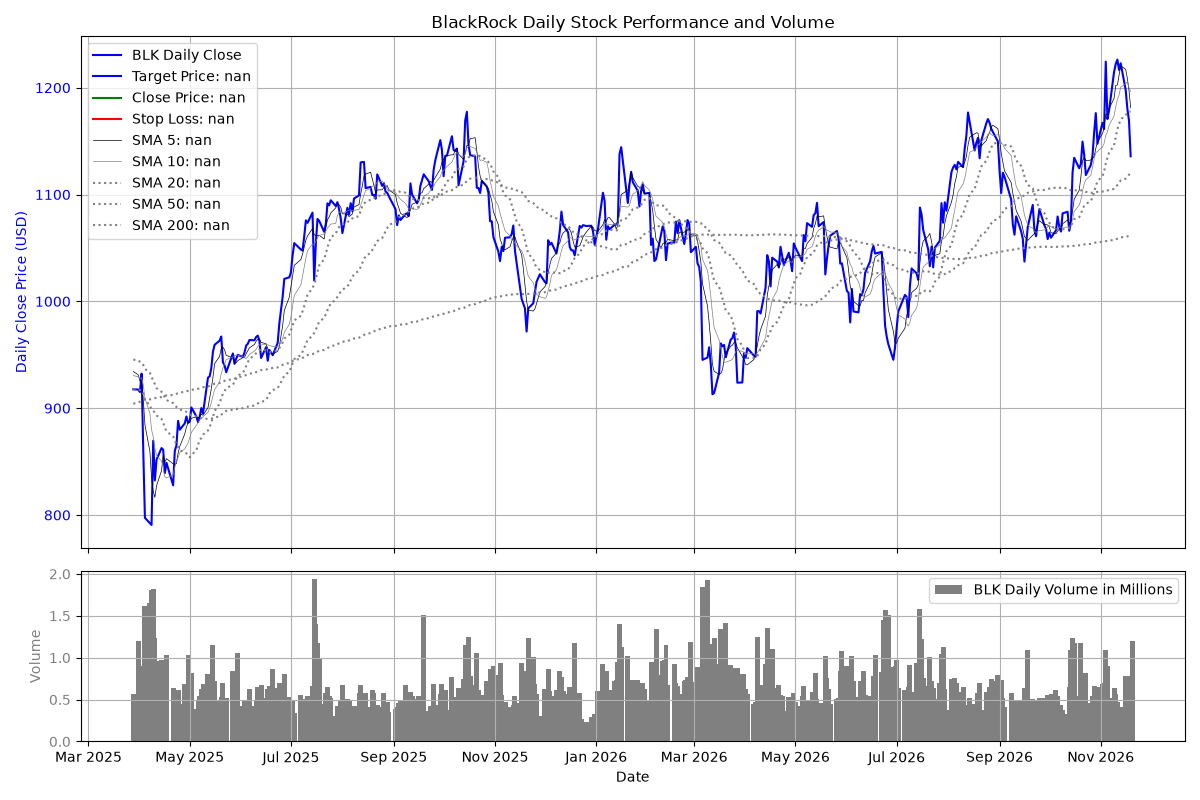 BlackRock Daily Stock Performance and Volume
BLK Daily Close
Target Price: nan
Close Price: nan
Stop Loss: nan
SMA 5: nan
SMA 10: nan
SMA 20: nan
SMA 50: nan
SMA 200: nan
Daily Close Price (USD)
1200
1100
1000
900
800
BLK Daily Volume in Millions
Volume
2.0
1.5
1.0
0.5
0.0
Mar 2025 May 2025 Jul 2025 Sep 2025 Nov 2025 Jan 2026 Mar 2026 May 2026 Jul 2026 Sep 2026 Nov 2026
Date